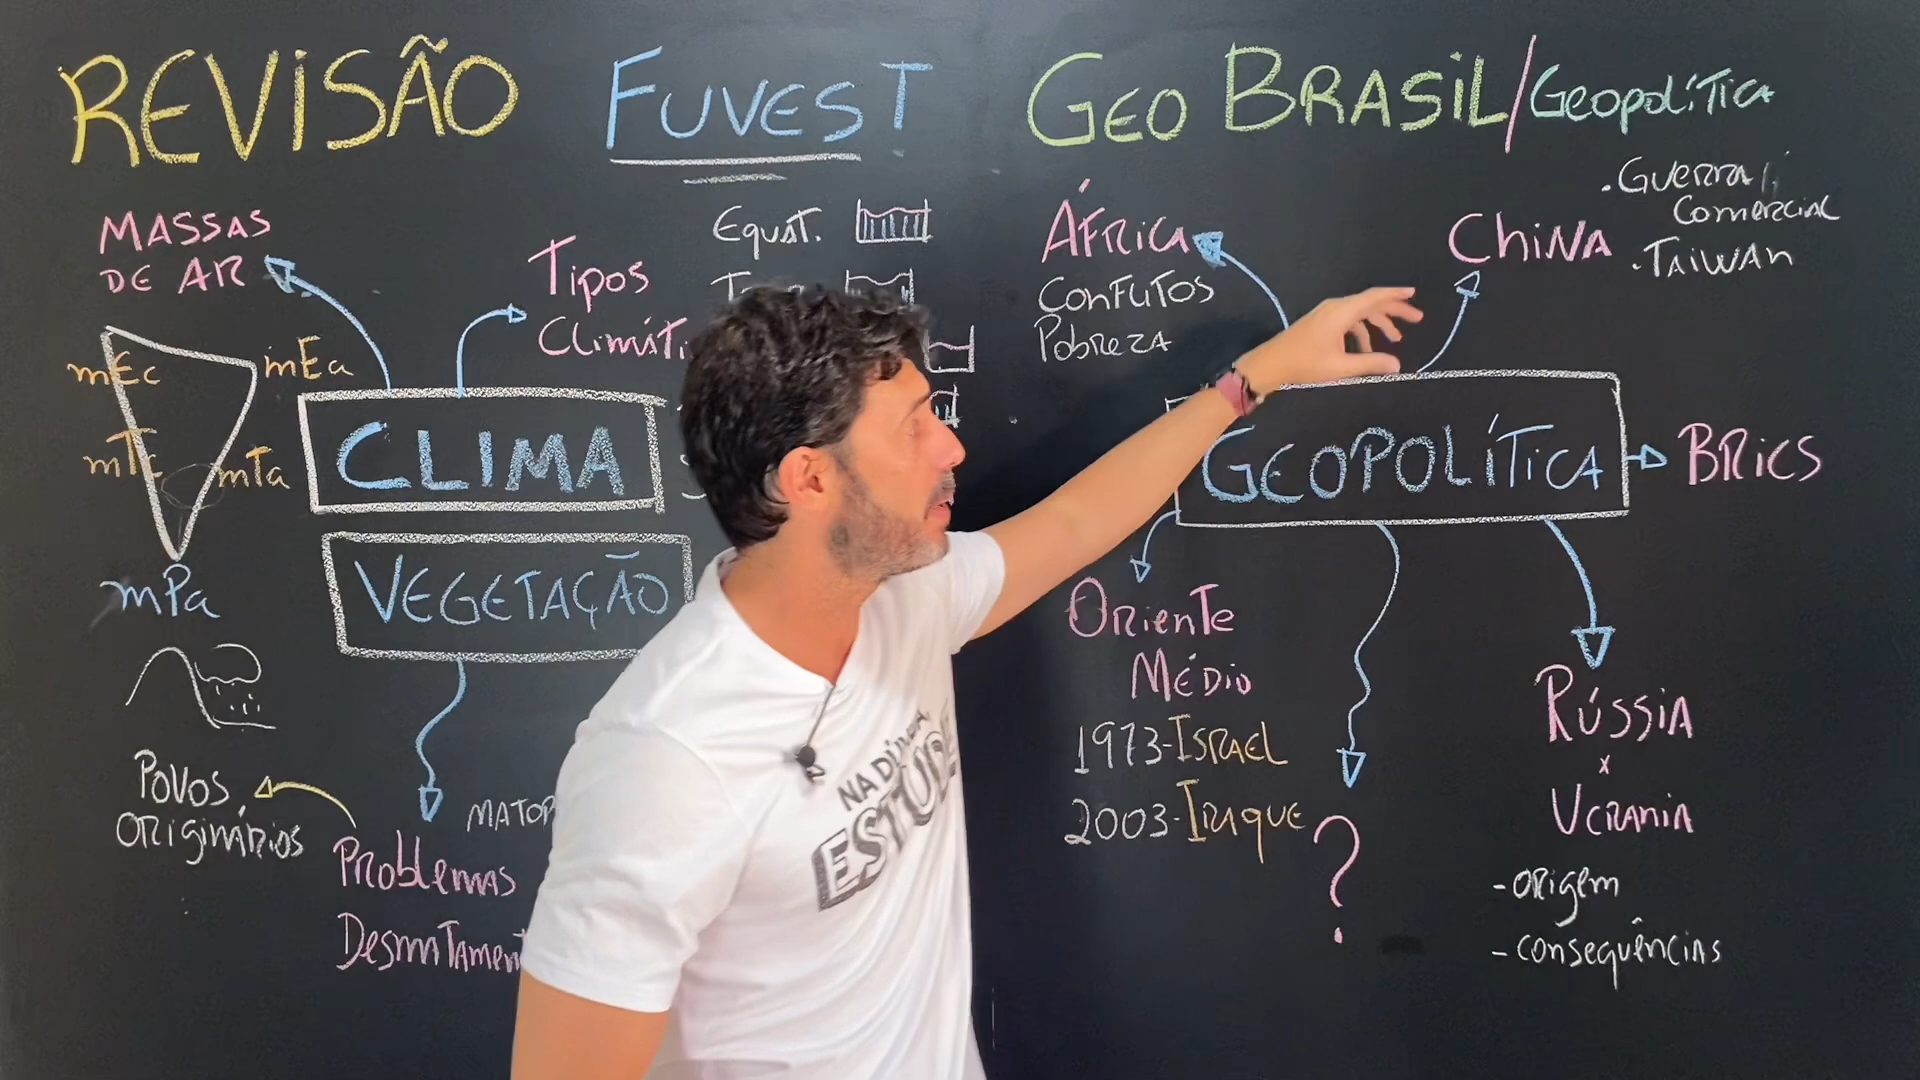 REVISÃO FUVEST GEO BRASIL/Geopolítica
MASSAS
DE AR
Tipos
Climáti
Equat.
mEc
mEa
mTc
mTa
mPa
CLIMA
VEGETAÇÃO
Povos
originários
Problemas
Desmatament
ÁFRICA
Conflitos
Pobreza
CHINA
.Guerra
Comercial
.TAIWAN
GEOPOLÍTICA
BRICS
Oriente
Médio
1973-ISRAEL
2003-Iraque
?
RÚSSIA
x
UCRANIA
-origem
-consequências
NA DÚVIDA,
ESTUDE